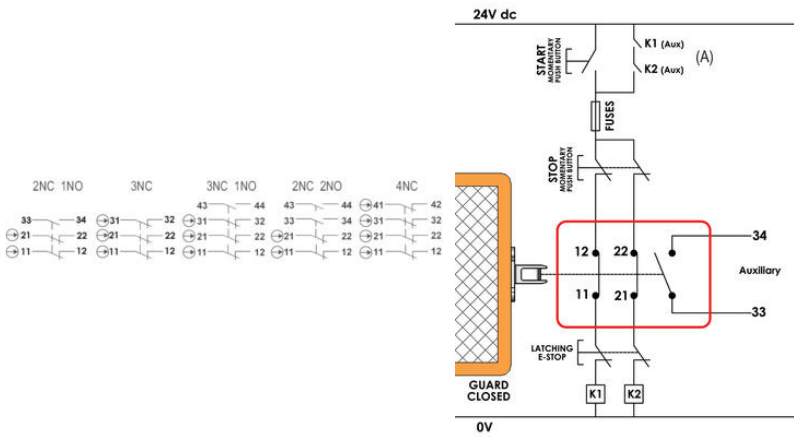 2NC 1NO
33 34
21 22
11 12
3NC
31 32
21 22
11 12
3NC 1NO
43 44
31 32
21 22
11 12
2NC 2NO
43 44
33 34
21 22
11 12
4NC
41 42
31 32
21 22
11 12
24V dc
START
MOMENTARY
PUSH BUTTON
K1 (Aux)
K2 (Aux)
(A)
FUSES
STOP
MOMENTARY
PUSH BUTTON
12 22
34
Auxiliary
11 21
33
LATCHING
E-STOP
GUARD
CLOSED
K1 K2
0V